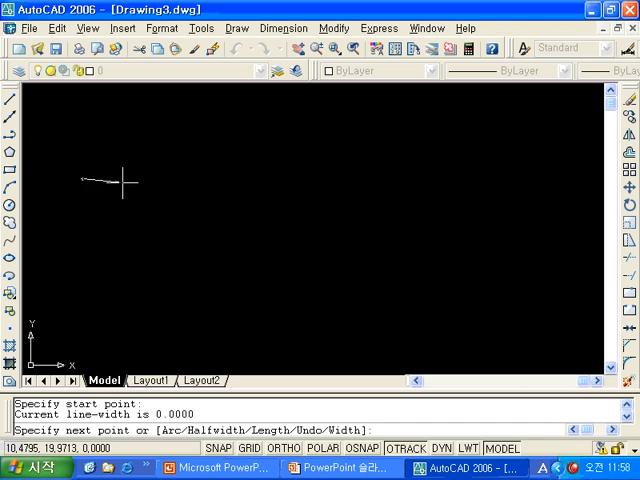 AutoCAD 2006 - [Drawing3.dwg]
File Edit View Insert Format Tools Draw Dimension Modify Express Window Help
Standard
0 ByLayer ByLayer ByLay
Y
X
Model Layout1 Layout2
Specify start point:
Current line-width is 0.0000
Specify next point or [Arc/Halfwidth/Length/Undo/Width]:
10,4795, 19,9713, 0,0000 SNAP GRID ORTHO POLAR OSNAP OTRACK DYN LWT MODEL
시작 Microsoft PowerP... PowerPoint 슬라... AutoCAD 2006 - [... A 오전 11:58